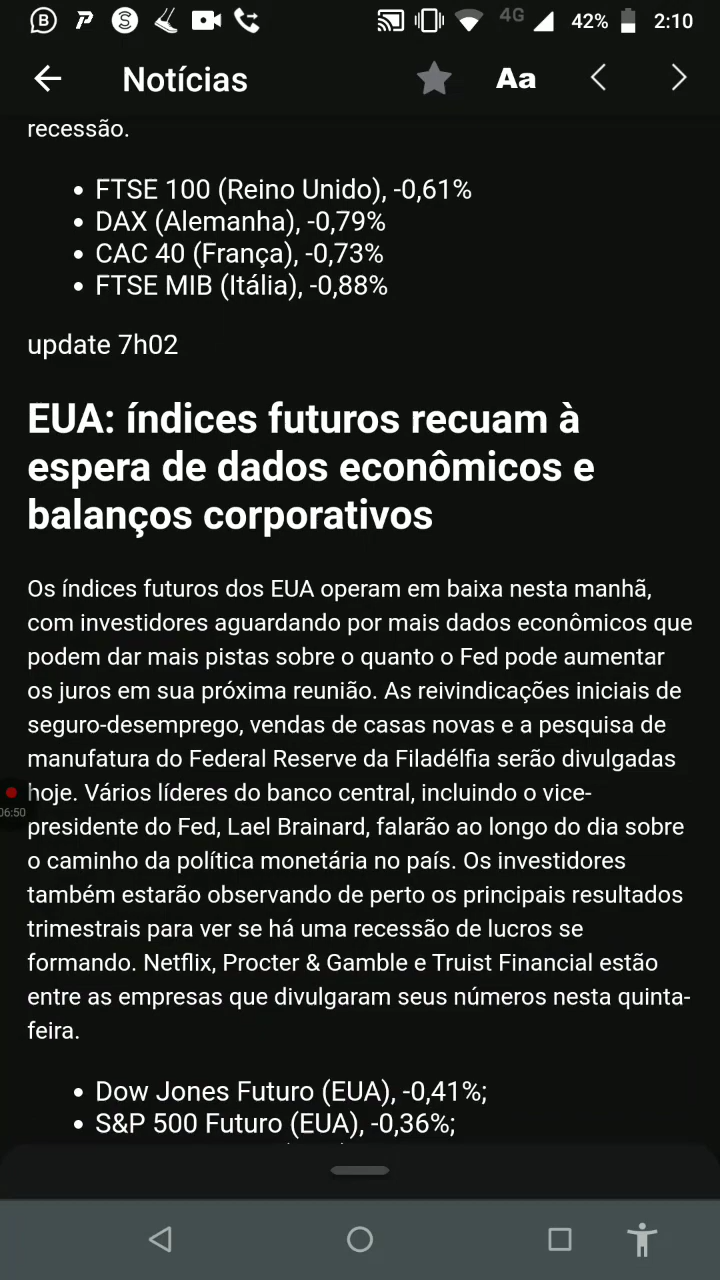 4G 42% 2:10
Notícias Aa
recessão.
• FTSE 100 (Reino Unido), -0,61%
• DAX (Alemanha), -0,79%
• CAC 40 (França), -0,73%
• FTSE MIB (Itália), -0,88%
update 7h02
EUA: índices futuros recuam à
espera de dados econômicos e
balanços corporativos
Os índices futuros dos EUA operam em baixa nesta manhã,
com investidores aguardando por mais dados econômicos que
podem dar mais pistas sobre o quanto o Fed pode aumentar
os juros em sua próxima reunião. As reivindicações iniciais de
seguro-desemprego, vendas de casas novas e a pesquisa de
manufatura do Federal Reserve da Filadélfia serão divulgadas
hoje. Vários líderes do banco central, incluindo o vice-
06:50
presidente do Fed, Lael Brainard, falarão ao longo do dia sobre
o caminho da política monetária no país. Os investidores
também estarão observando de perto os principais resultados
trimestrais para ver se há uma recessão de lucros se
formando. Netflix, Procter & Gamble e Truist Financial estão
entre as empresas que divulgaram seus números nesta quinta-
feira.
• Dow Jones Futuro (EUA), -0,41%;
• S&P 500 Futuro (EUA), -0,36%;